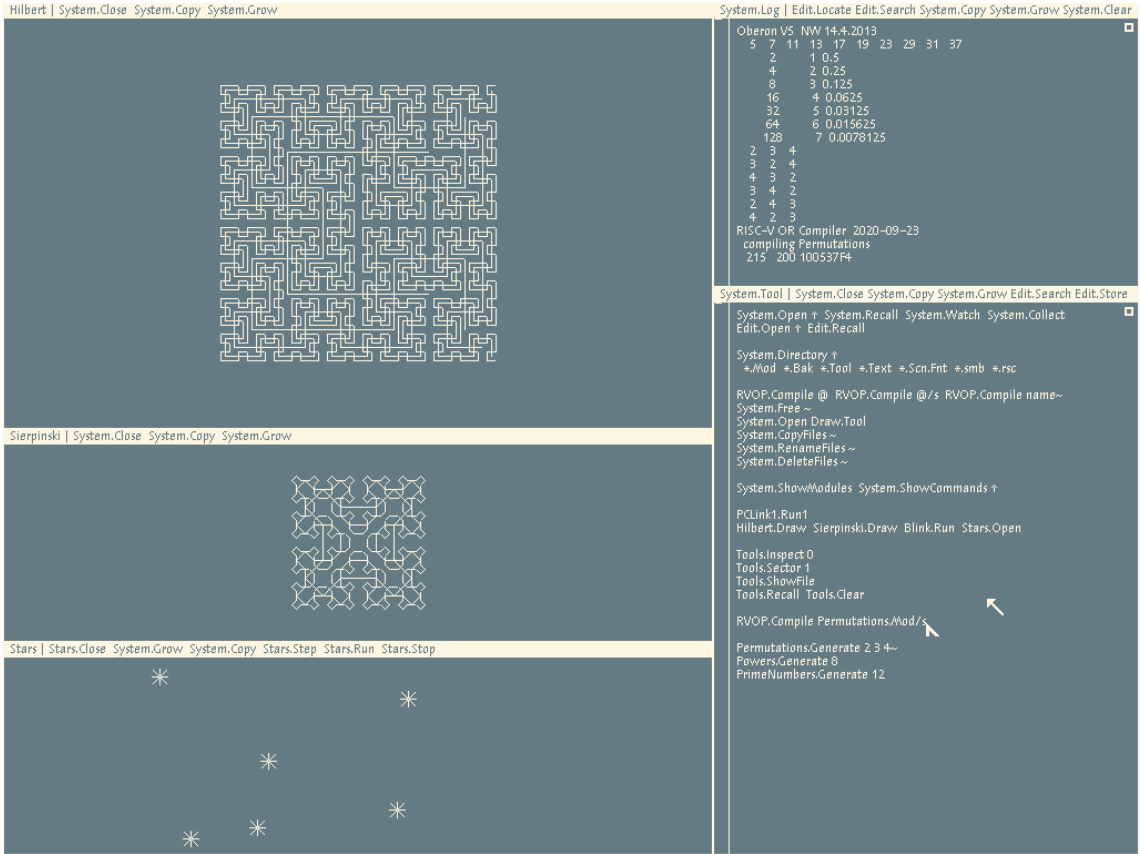 Hilbert | System.Close System.Copy System.Grow
Sierpinski | System.Close System.Copy System.Grow
Stars | Stars.Close System.Grow System.Copy Stars.Step Stars.Run Stars.Stop
System.Log | Edit.Locate Edit.Search System.Copy System.Grow System.Clear
Oberon V5 NW 14.4.2013
5 7 11 13 17 19 23 29 31 37
2 1 0.5
4 2 0.25
8 3 0.125
16 4 0.0625
32 5 0.03125
64 6 0.015625
128 7 0.0078125
2 3 4
3 2 4
4 3 2
3 4 2
2 4 3
4 2 3
RISC-V OR Compiler 2020-09-23
compiling Permutations
215 200 100537F4
System.Tool | System.Close System.Copy System.Grow Edit.Search Edit.Store
System.Open ↑ System.Recall System.Watch System.Collect
Edit.Open ↑ Edit.Recall
System.Directory ↑
*.Mod *.Bak *.Tool *.Text *.Scn.Fnt *.smb *.rsc
RVOP.Compile @ RVOP.Compile @/s RVOP.Compile name~
System.Free ~
System.Open Draw.Tool
System.CopyFiles ~
System.RenameFiles ~
System.DeleteFiles ~
System.ShowModules System.ShowCommands ↑
PCLink1.Run1
Hilbert.Draw Sierpinski.Draw Blink.Run Stars.Open
Tools.Inspect 0
Tools.Sector 1
Tools.ShowFile
Tools.Recall Tools.Clear
RVOP.Compile Permutations.Mod/s
Permutations.Generate 2 3 4~
Powers.Generate 8
PrimeNumbers.Generate 12